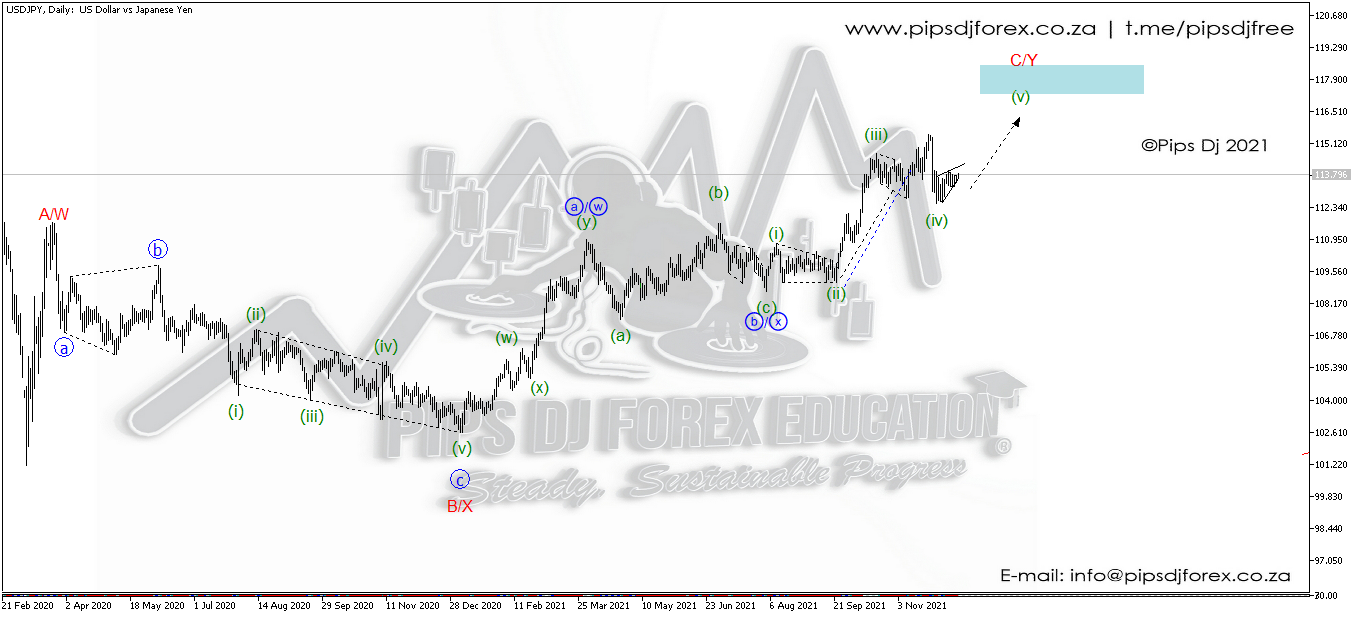 USDJPY, Daily: US Dollar vs Japanese Yen
www.pipsdjforex.co.za | t.me/pipsdjfree
120.680
119.290
C/Y
117.900
(v)
116.510
©Pips Dj 2021
115.120
(iii)
113.796
112.340
A/W
(b)
a / w
(y)
(iv)
(i)
110.950
b
109.560
(ii)
108.170
(ii)
(c)
b / x
106.780
a
(iv)
(w)
(a)
105.390
(x)
104.000
(i)
(iii)
102.610
(v)
PIPS DJ FOREX EDUCATION
®
Steady, Sustainable Progress
101.220
c
99.830
B/X
98.440
97.050
E-mail: info@pipsdjforex.co.za
21 Feb 2020
2 Apr 2020
18 May 2020
1 Jul 2020
14 Aug 2020
29 Sep 2020
11 Nov 2020
28 Dec 2020
11 Feb 2021
25 Mar 2021
10 May 2021
23 Jun 2021
6 Aug 2021
21 Sep 2021
3 Nov 2021